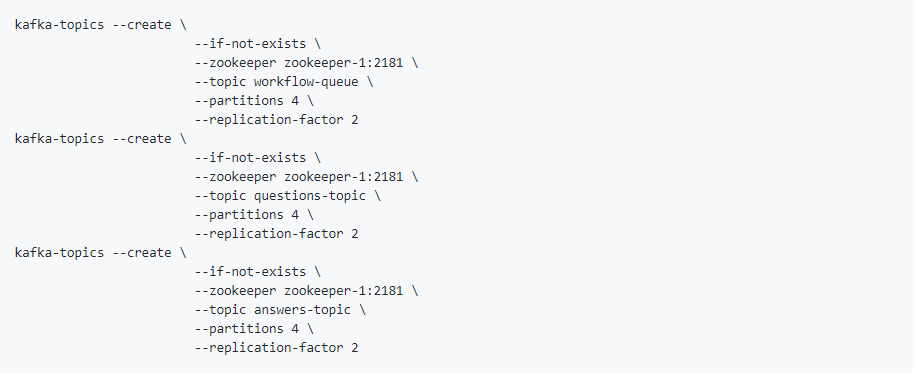 kafka-topics --create \
--if-not-exists \
--zookeeper zookeeper-1:2181 \
--topic workflow-queue \
--partitions 4 \
--replication-factor 2
kafka-topics --create \
--if-not-exists \
--zookeeper zookeeper-1:2181 \
--topic questions-topic \
--partitions 4 \
--replication-factor 2
kafka-topics --create \
--if-not-exists \
--zookeeper zookeeper-1:2181 \
--topic answers-topic \
--partitions 4 \
--replication-factor 2